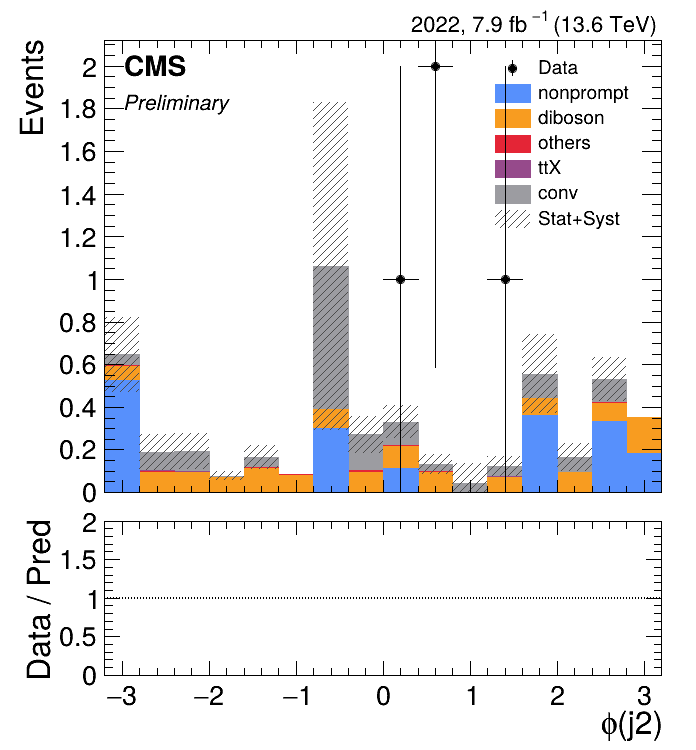 2022, 7.9 fb⁻¹ (13.6 TeV)
CMS
Preliminary
Events
Data
nonprompt
diboson
others
ttX
conv
Stat+Syst
2
1.8
1.6
1.4
1.2
1
0.8
0.6
0.4
0.2
0
Data / Pred
2
1.5
1
0.5
0
−3 −2 −1 0 1 2 3
ϕ(j2)